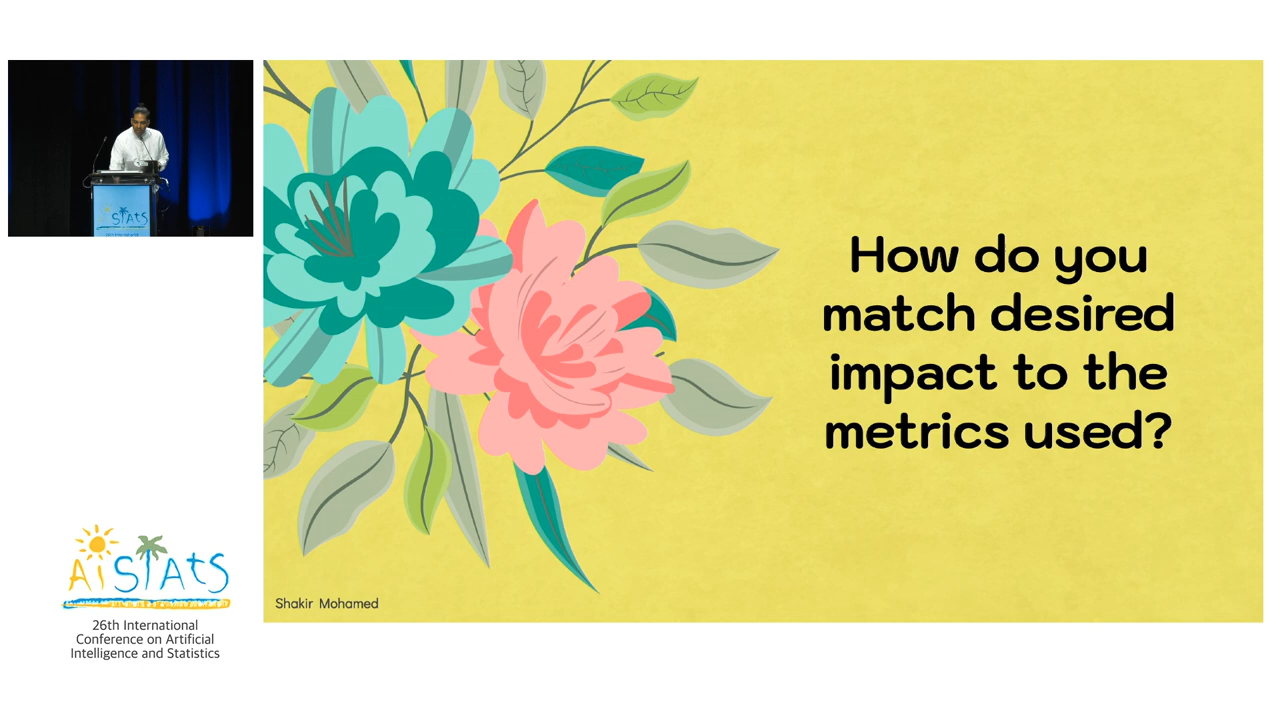 AiSTATS
How do you
match desired
impact to the
metrics used?
Shakir Mohamed
AiSTATS
26th International
Conference on Artificial
Intelligence and Statistics